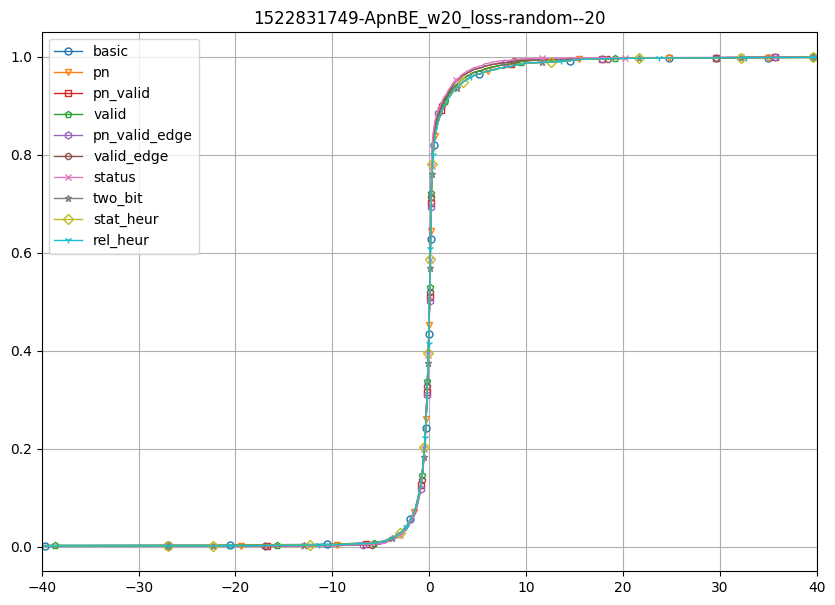 1522831749-ApnBE_w20_loss-random--20
basic
pn
pn_valid
valid
pn_valid_edge
valid_edge
status
two_bit
stat_heur
rel_heur
1.0
0.8
0.6
0.4
0.2
0.0
−40 −30 −20 −10 0 10 20 30 40